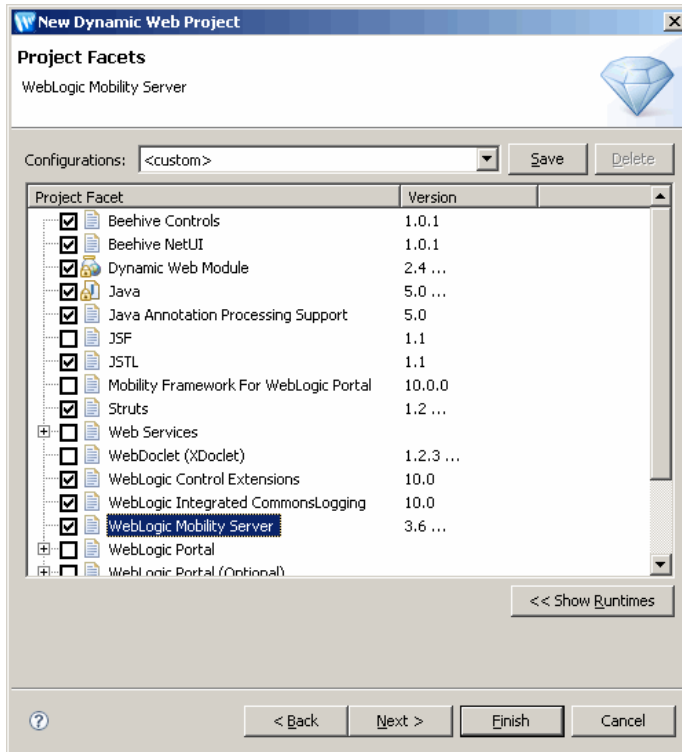 New Dynamic Web Project
Project Facets
WebLogic Mobility Server
Configurations: <custom> Save Delete
Project Facet Version
Beehive Controls 1.0.1
Beehive NetUI 1.0.1
Dynamic Web Module 2.4 ...
Java 5.0 ...
Java Annotation Processing Support 5.0
JSF 1.1
JSTL 1.1
Mobility Framework For WebLogic Portal 10.0.0
Struts 1.2 ...
Web Services
WebDoclet (XDoclet) 1.2.3 ...
WebLogic Control Extensions 10.0
WebLogic Integrated CommonsLogging 10.0
WebLogic Mobility Server 3.6 ...
WebLogic Portal
WebLogic Portal (Optional)
<< Show Runtimes
? < Back Next > Finish Cancel